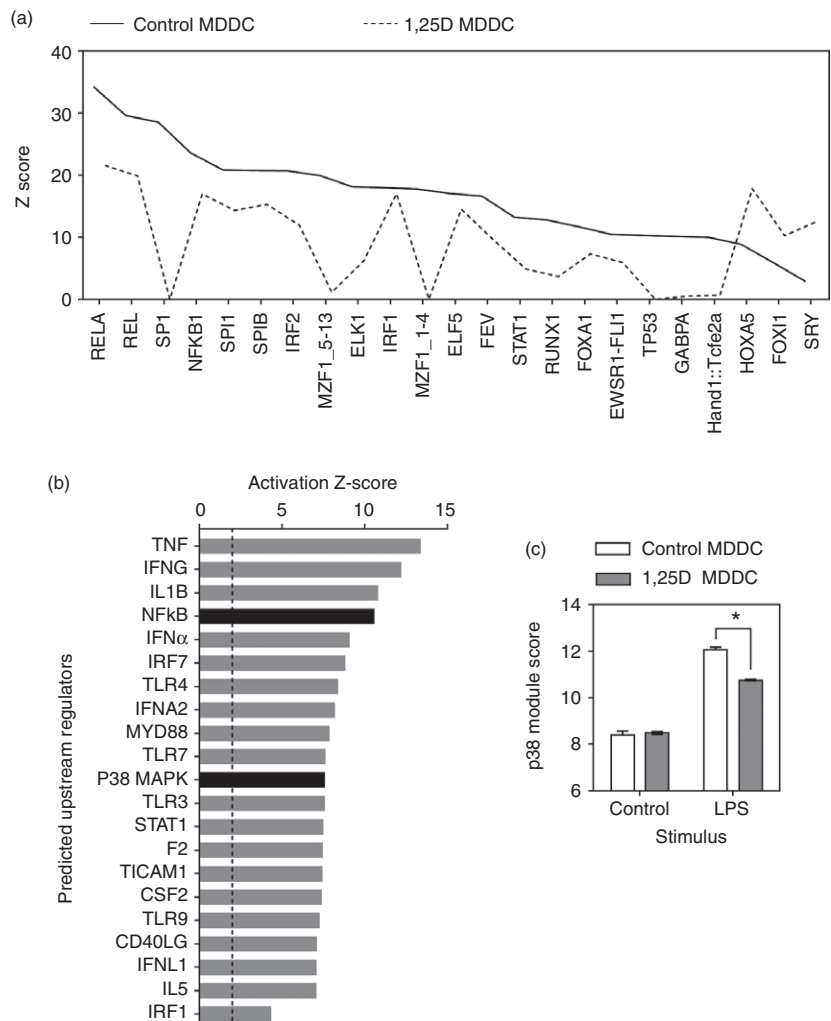 (a)
Control MDDC
1,25D MDDC
Z score
40
30
20
10
0
RELA
REL
SP1
NFKB1
SPI1
SPIB
IRF2
MZF1_5-13
ELK1
IRF1
MZF1_1-4
ELF5
FEV
STAT1
RUNX1
FOXA1
EWSR1-FLI1
TP53
GABPA
Hand1::Tcfe2a
HOXA5
FOXI1
SRY
(b)
Activation Z-score
0 5 10 15
Predicted upstream regulators
TNF
IFNG
IL1B
NFkB
IFNα
IRF7
TLR4
IFNA2
MYD88
TLR7
P38 MAPK
TLR3
STAT1
F2
TICAM1
CSF2
TLR9
CD40LG
IFNL1
IL5
IRF1
(c)
Control MDDC
1,25D MDDC
p38 module score
14
12
10
8
6
*
Control LPS
Stimulus